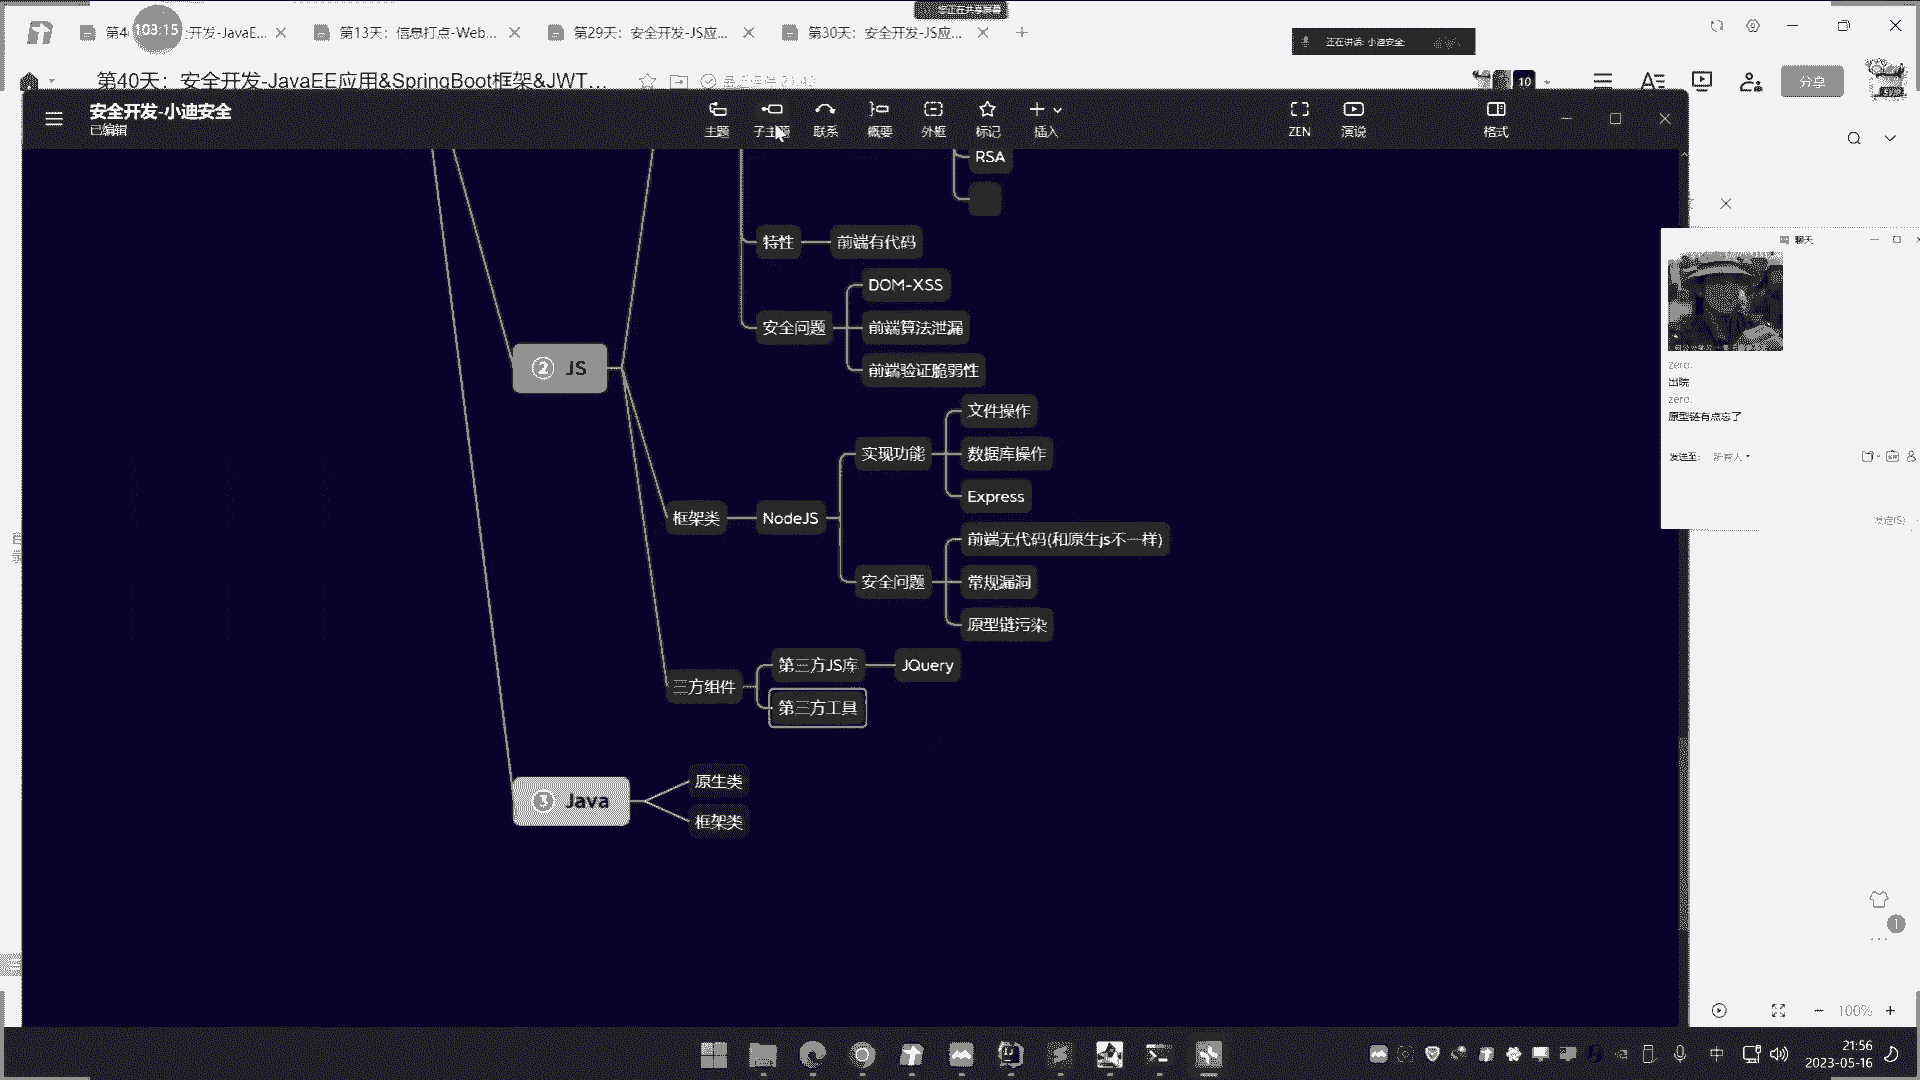 103:15
第4
开发-JavaE...
第13天：信息打点-Web...
第29天：安全开发-JS应...
第30天：安全开发-JS应...
您正在共享屏幕
正在讲话: 小迪安全
第40天：安全开发-JavaEE应用&SpringBoot框架&JWT...
10
分享
安全开发-小迪安全
已编辑
主题
子主题
联系
概要
外框
标记
插入
ZEN
演说
格式
RSA
特性
前端有代码
DOM-XSS
安全问题
前端算法泄漏
前端验证脆弱性
② JS
文件操作
实现功能
数据库操作
Express
框架类
NodeJS
前端无代码(和原生js不一样)
安全问题
常规漏洞
原型链污染
第三方JS库
JQuery
三方组件
第三方工具
③ Java
原生类
框架类
聊天
zero.
出院
zero.
原型链有点忘了
发送至:
所有人
发送(S)
1
100%
中
21:56
2023-05-16